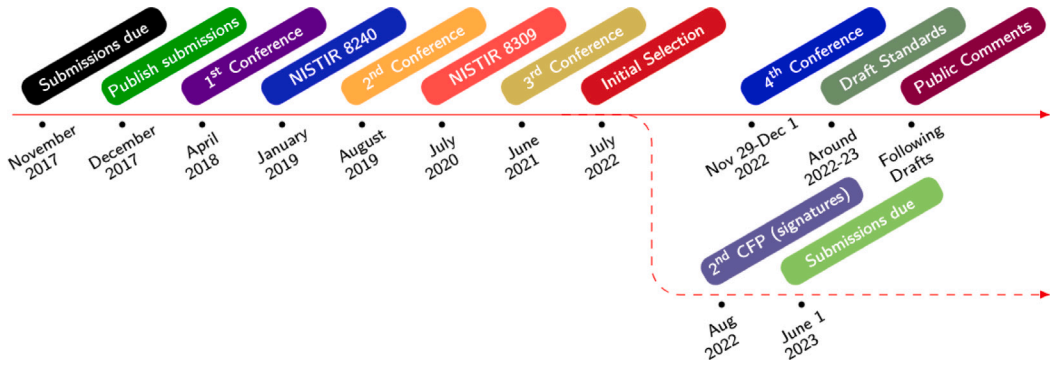 Submissions due
Publish submissions
1st Conference
NISTIR 8240
2nd Conference
NISTIR 8309
3rd Conference
Initial Selection
4th Conference
Draft Standards
Public Comments
November
2017
December
2017
April
2018
January
2019
August
2019
July
2020
June
2021
July
2022
Nov 29-Dec 1
2022
Around
2022-23
Following
Drafts
2nd CFP (signatures)
Submissions due
Aug
2022
June 1
2023